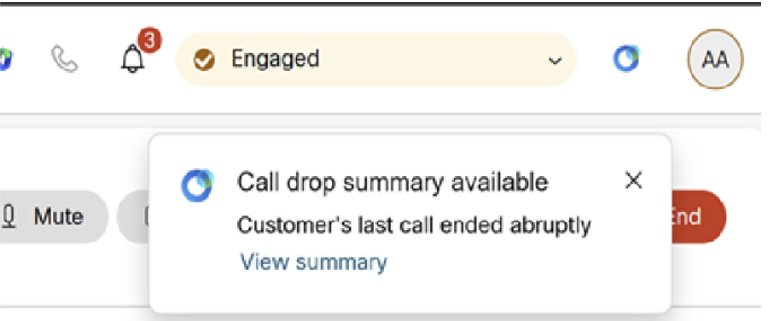 3
Engaged
AA
Call drop summary available
Mute
Customer's last call ended abruptly
End
View summary